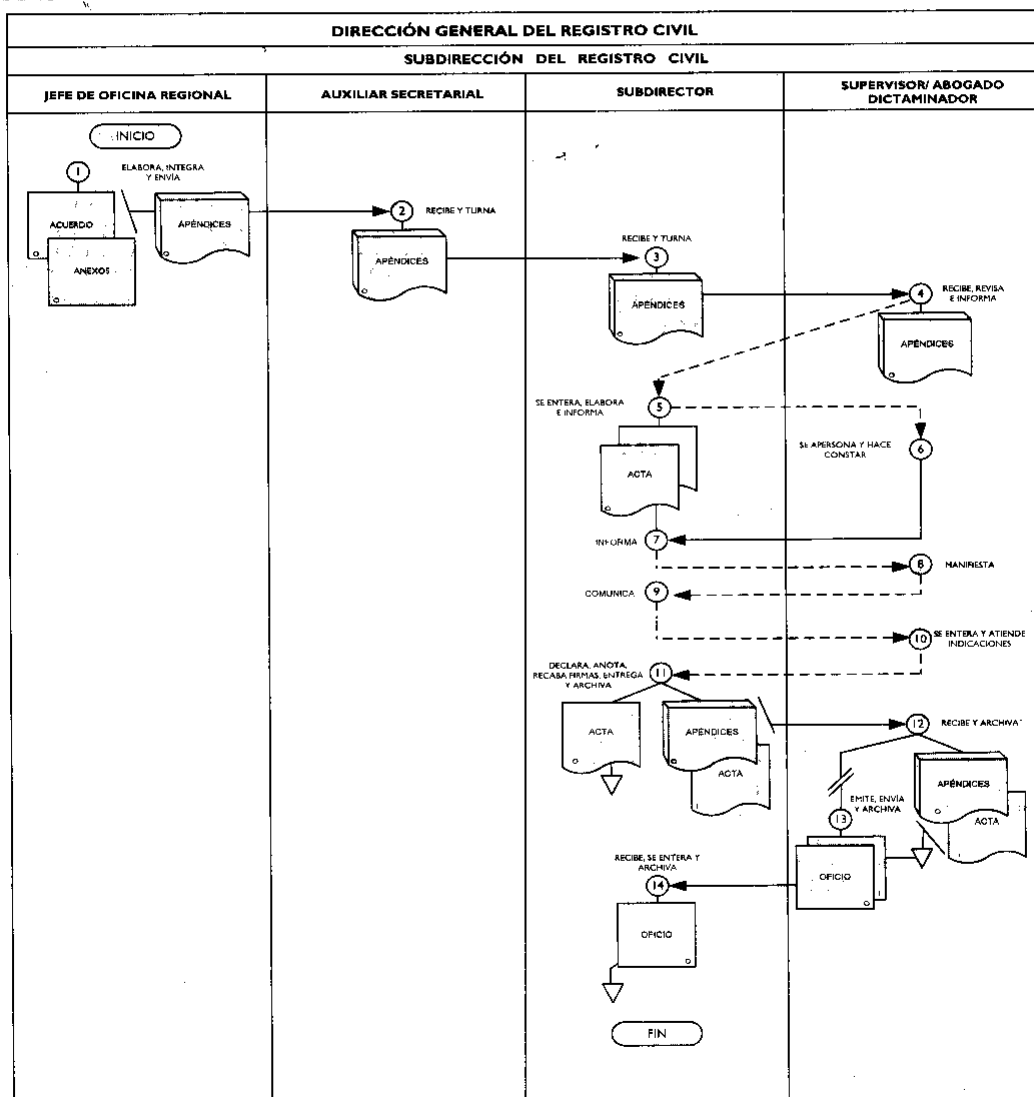 DIRECCIÓN GENERAL DEL REGISTRO CIVIL
SUBDIRECCIÓN DEL REGISTRO CIVIL
JEFE DE OFICINA REGIONAL
AUXILIAR SECRETARIAL
SUBDIRECTOR
SUPERVISOR/ ABOGADO
DICTAMINADOR
INICIO
1
ELABORA, INTEGRA
Y ENVÍA
ACUERDO
ANEXOS
APÉNDICES
2
RECIBE Y TURNA
APÉNDICES
RECIBE Y TURNA
3
APÉNDICES
4
RECIBE, REVISA
E INFORMA
APÉNDICES
SE ENTERA, ELABORA
E INFORMA
5
ACTA
SE APERSONA Y HACE
CONSTAR
6
INFORMA
7
8
MANIFIESTA
COMUNICA
9
10
SE ENTERA Y ATIENDE
INDICACIONES
DECLARA, ANOTA,
RECABA FIRMAS, ENTREGA
Y ARCHIVA
11
ACTA
APÉNDICES
ACTA
12
RECIBE Y ARCHIVA
APÉNDICES
ACTA
EMITE, ENVÍA
Y ARCHIVA
13
OFICIO
RECIBE, SE ENTERA Y
ARCHIVA
14
OFICIO
FIN